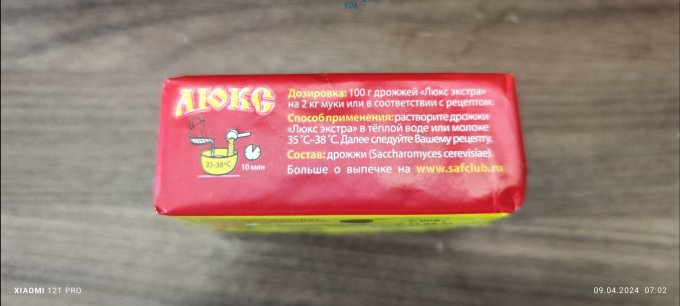 ЛЮКС
Дозировка: 100 г дрожжей «Люкс экстра»
на 2 кг муки или в соответствии с рецептом.
Способ применения: растворите дрожжи
«Люкс экстра» в тёплой воде или молоке
35 °C–38 °C. Далее следуйте Вашему рецепту.
Состав: дрожжи (Saccharomyces cerevisiae).
Больше о выпечке на www.safclub.ru
35-38°C
10 мин
XIAOMI 12T PRO
09.04.2024 07:02